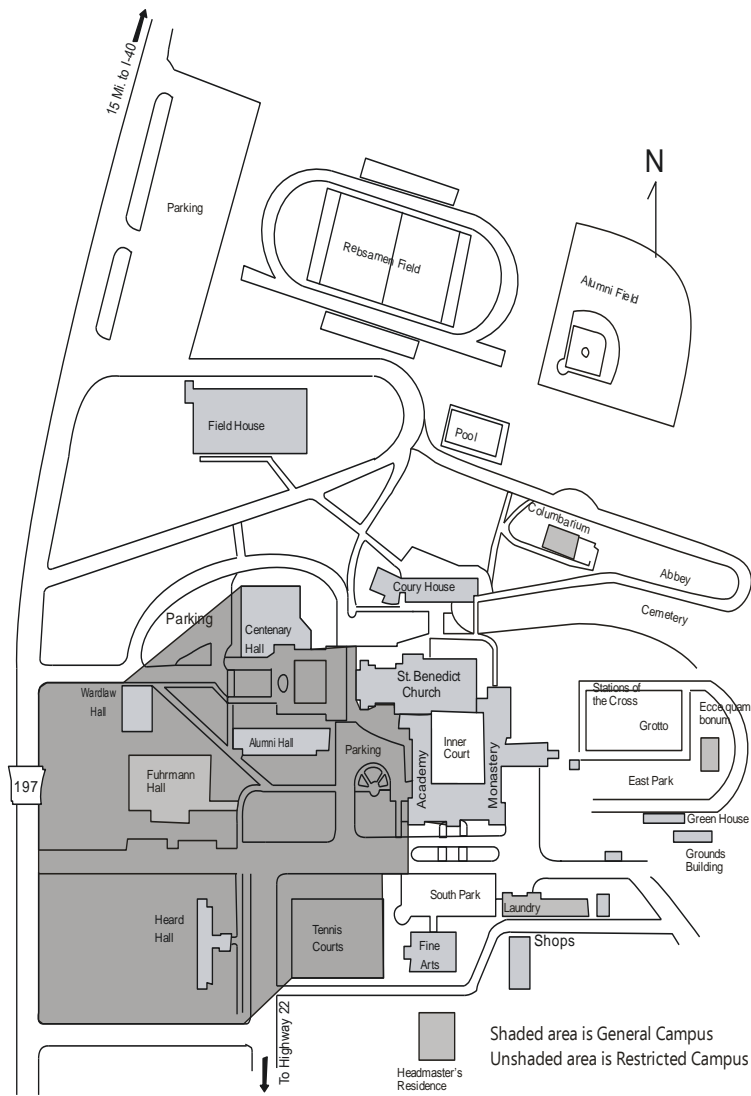 15 Mi. to I-40
N
Parking
Rebsamen Field
Alumni Field
Field House
Pool
Columbarium
Abbey
Cemetery
Coury House
Parking
Centenary
Hall
St. Benedict
Church
Wardlaw
Hall
Stations of
the Cross
Ecce quam
bonum
Grotto
Alumni Hall
Parking
Inner
Court
Academy
Monastery
Fuhrmann
Hall
East Park
197
Green House
Grounds
Building
South Park
Laundry
Heard
Hall
Tennis
Courts
Fine
Arts
Shops
To Highway 22
Shaded area is General Campus
Unshaded area is Restricted Campus
Headmaster's
Residence